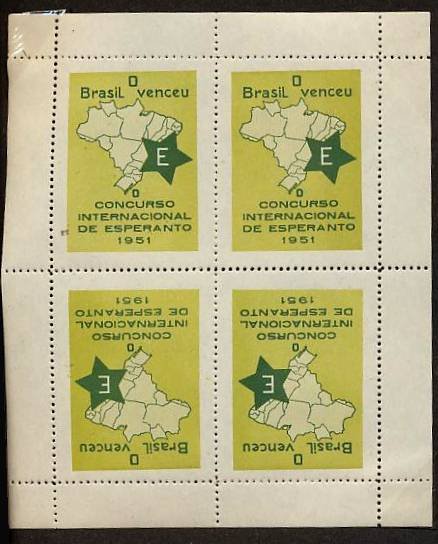 O
Brasil venceu
E
O
CONCURSO
INTERNACIONAL
DE ESPERANTO
1951
O
Brasil venceu
E
O
CONCURSO
INTERNACIONAL
DE ESPERANTO
1951
O
Brasil venceu
E
O
CONCURSO
INTERNACIONAL
DE ESPERANTO
1951
O
Brasil venceu
E
O
CONCURSO
INTERNACIONAL
DE ESPERANTO
1951